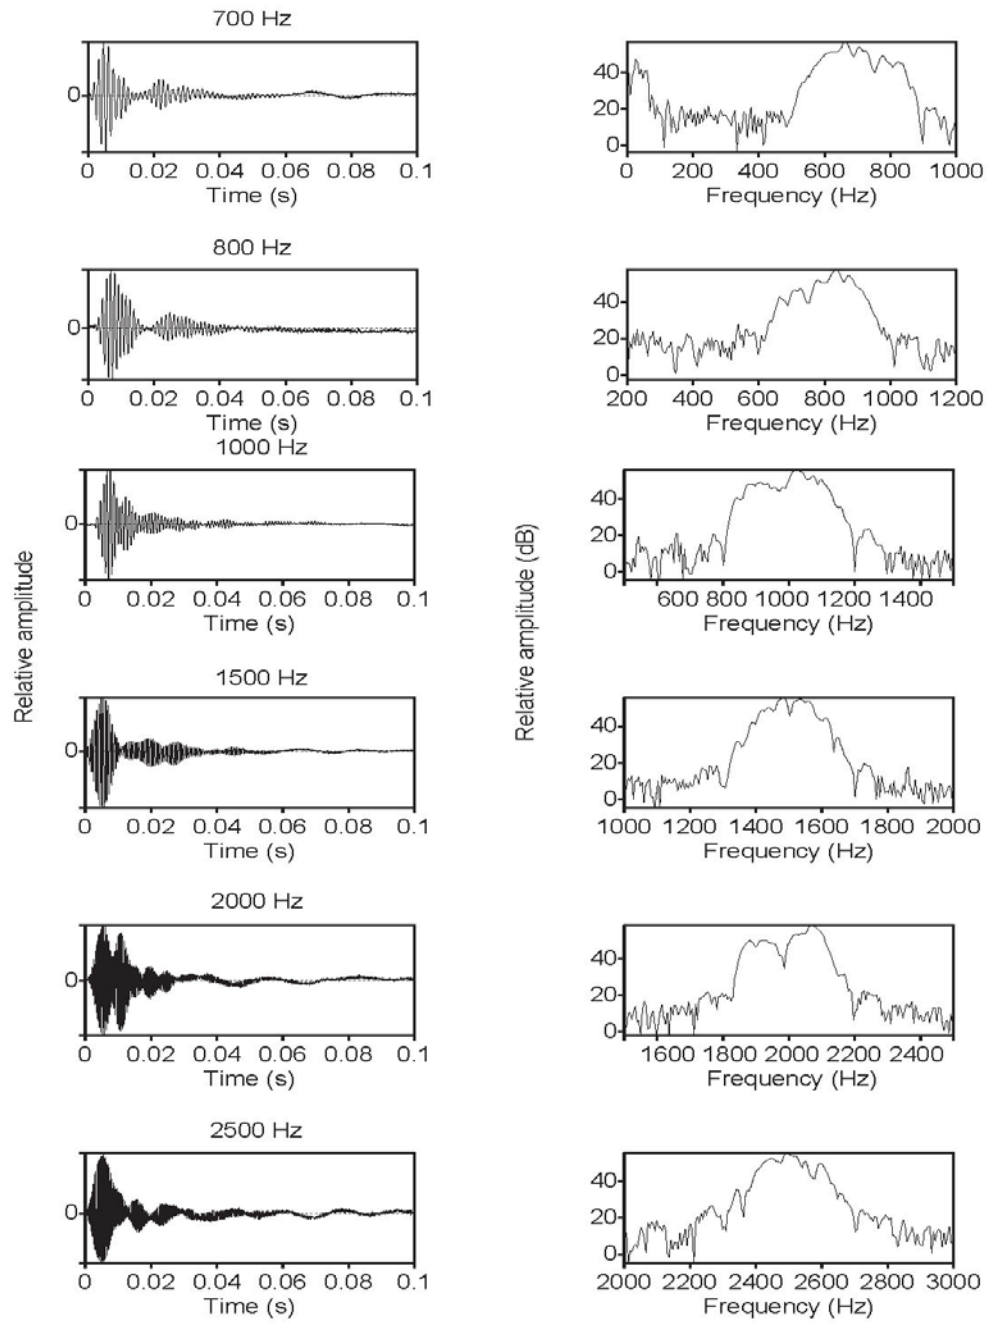 700 Hz
0
0 0.02 0.04 0.06 0.08 0.1
Time (s)
40
20
0
0 200 400 600 800 1000
Frequency (Hz)
800 Hz
0
0 0.02 0.04 0.06 0.08 0.1
Time (s)
40
20
0
200 400 600 800 1000 1200
Frequency (Hz)
1000 Hz
0
0 0.02 0.04 0.06 0.08 0.1
Time (s)
40
20
0
600 800 1000 1200 1400
Frequency (Hz)
Relative amplitude
Relative amplitude (dB)
1500 Hz
0
0 0.02 0.04 0.06 0.08 0.1
Time (s)
40
20
0
1000 1200 1400 1600 1800 2000
Frequency (Hz)
2000 Hz
0
0 0.02 0.04 0.06 0.08 0.1
Time (s)
40
20
0
1600 1800 2000 2200 2400
Frequency (Hz)
2500 Hz
0
0 0.02 0.04 0.06 0.08 0.1
Time (s)
40
20
0
2000 2200 2400 2600 2800 3000
Frequency (Hz)